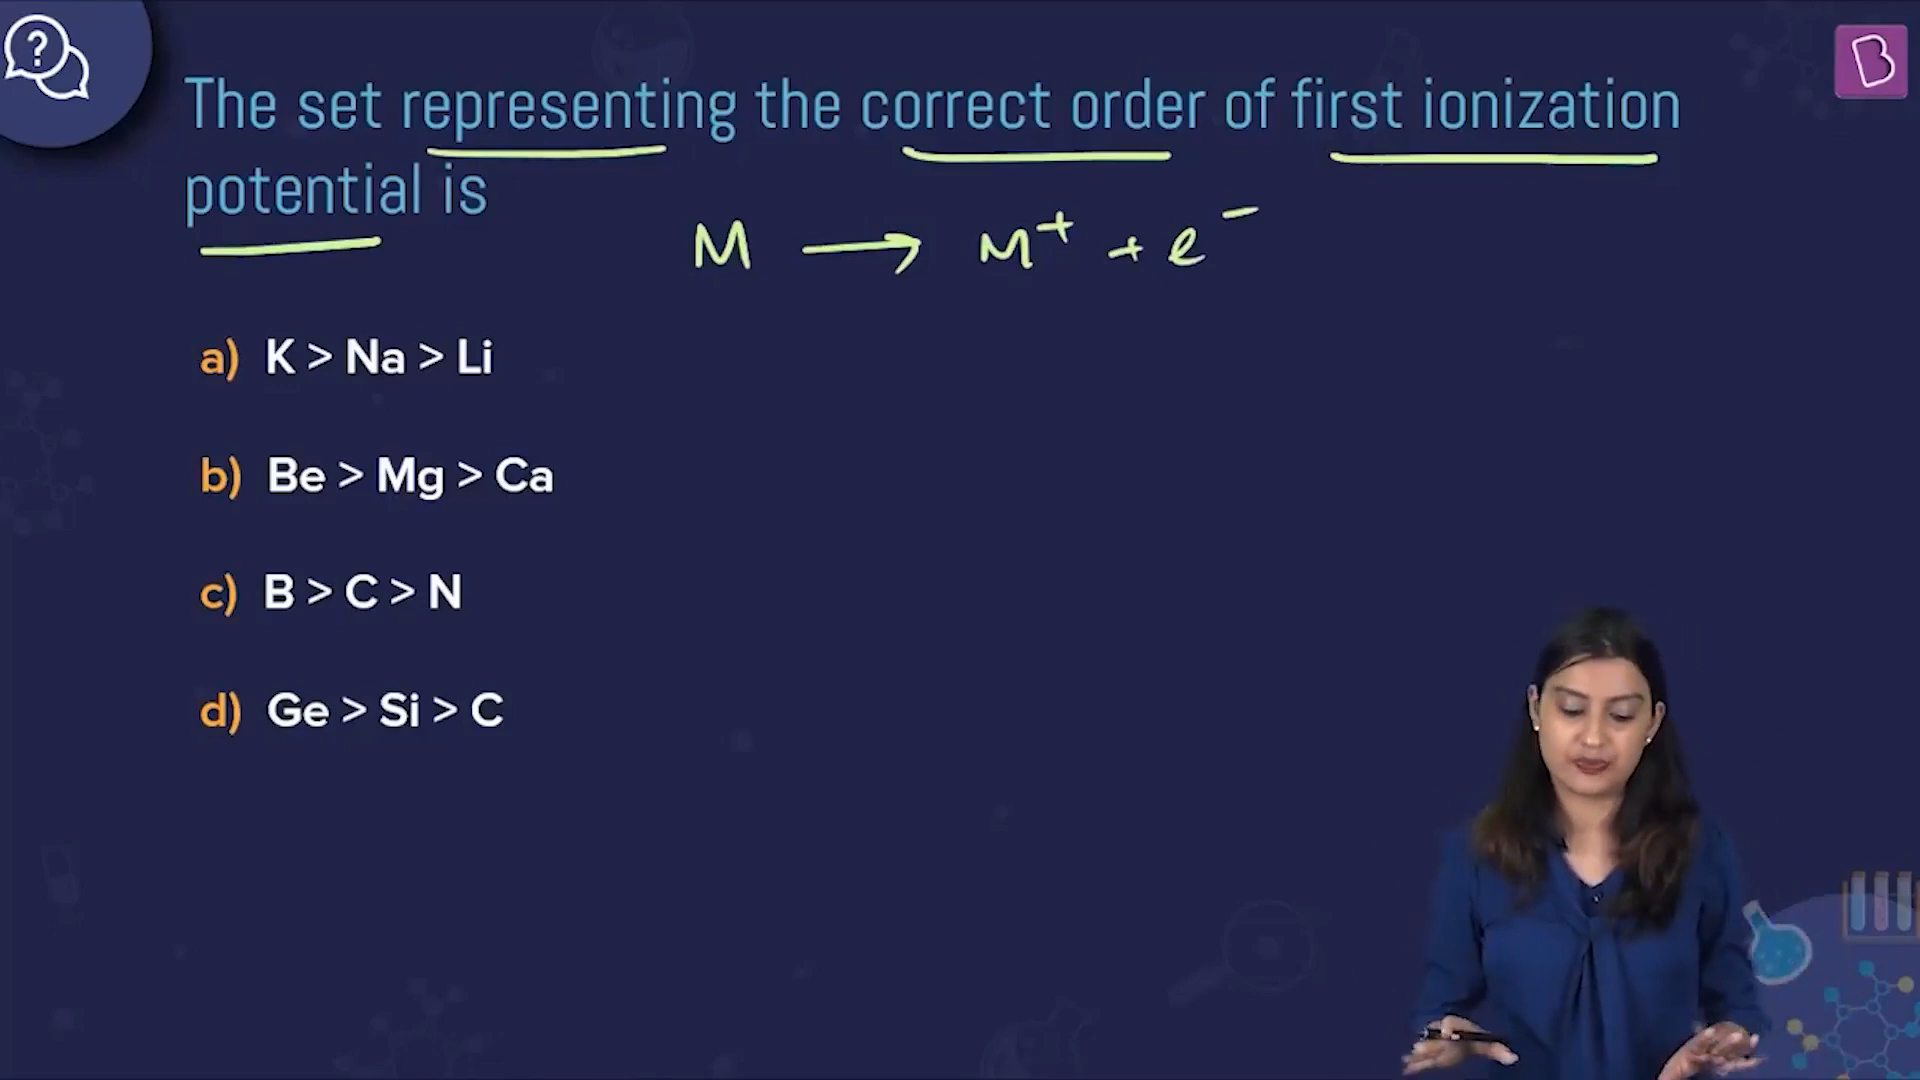 ?
B
The set representing the correct order of first ionization
potential is
M → M⁺ + e⁻
a) K > Na > Li
b) Be > Mg > Ca
c) B > C > N
d) Ge > Si > C